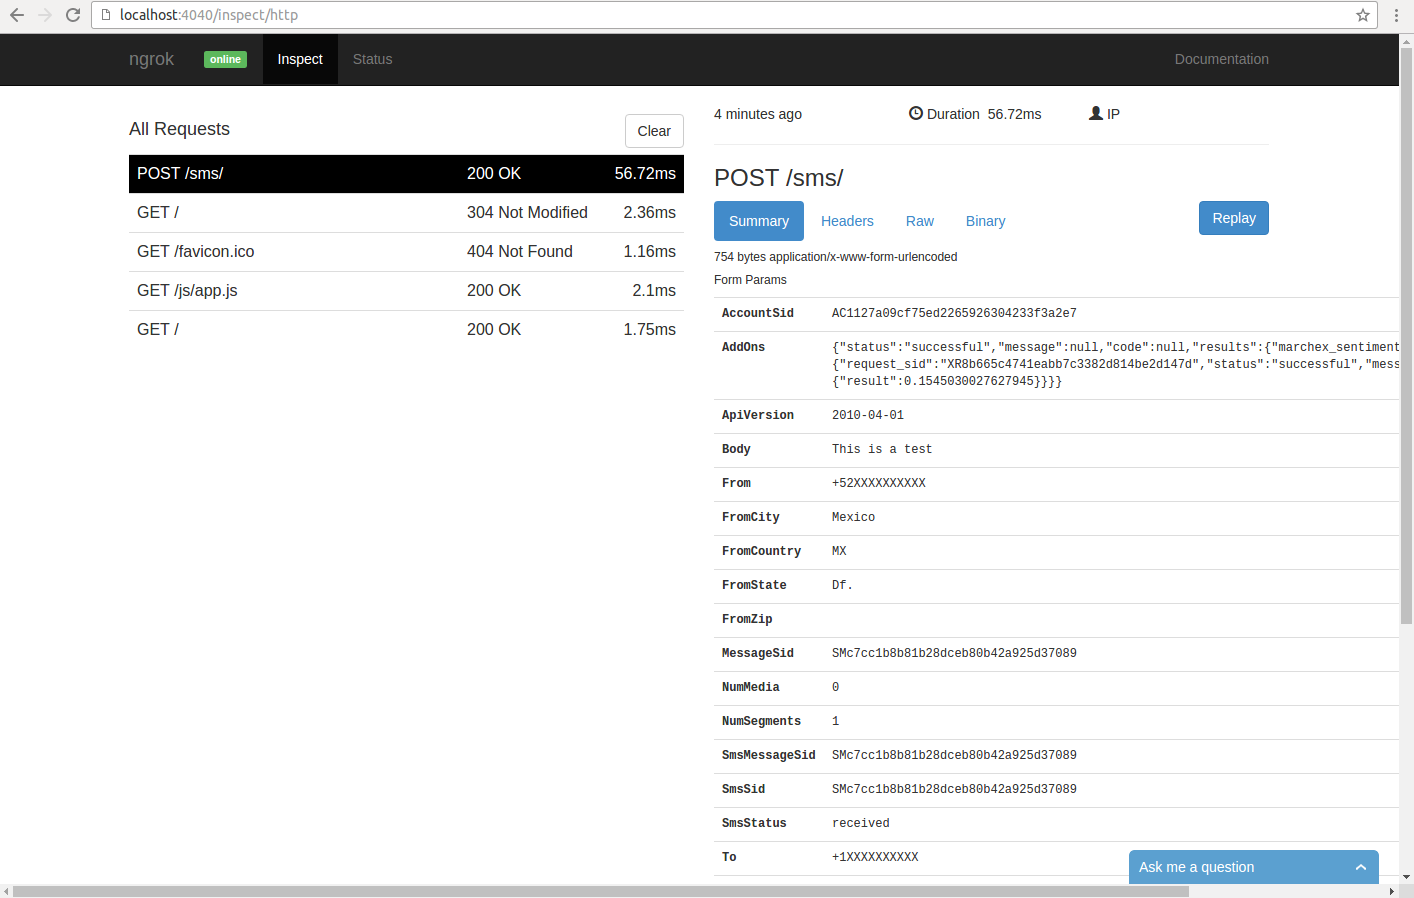 localhost:4040/inspect/http
ngrok online Inspect Status Documentation
All Requests Clear
POST /sms/ 200 OK 56.72ms
GET / 304 Not Modified 2.36ms
GET /favicon.ico 404 Not Found 1.16ms
GET /js/app.js 200 OK 2.1ms
GET / 200 OK 1.75ms
4 minutes ago Duration 56.72ms IP
POST /sms/
Summary Headers Raw Binary Replay
754 bytes application/x-www-form-urlencoded
Form Params
AccountSid AC1127a09cf75ed2265926304233f3a2e7
AddOns {"status":"successful","message":null,"code":null,"results":{"marchex_sentiment
{"request_sid":"XR8b665c4741eabb7c3382d814be2d147d","status":"successful","mess
{"result":0.1545030027627945}}}}
ApiVersion 2010-04-01
Body This is a test
From +52XXXXXXXXXX
FromCity Mexico
FromCountry MX
FromState Df.
FromZip
MessageSid SMc7cc1b8b81b28dceb80b42a925d37089
NumMedia 0
NumSegments 1
SmsMessageSid SMc7cc1b8b81b28dceb80b42a925d37089
SmsSid SMc7cc1b8b81b28dceb80b42a925d37089
SmsStatus received
To +1XXXXXXXXXX
Ask me a question